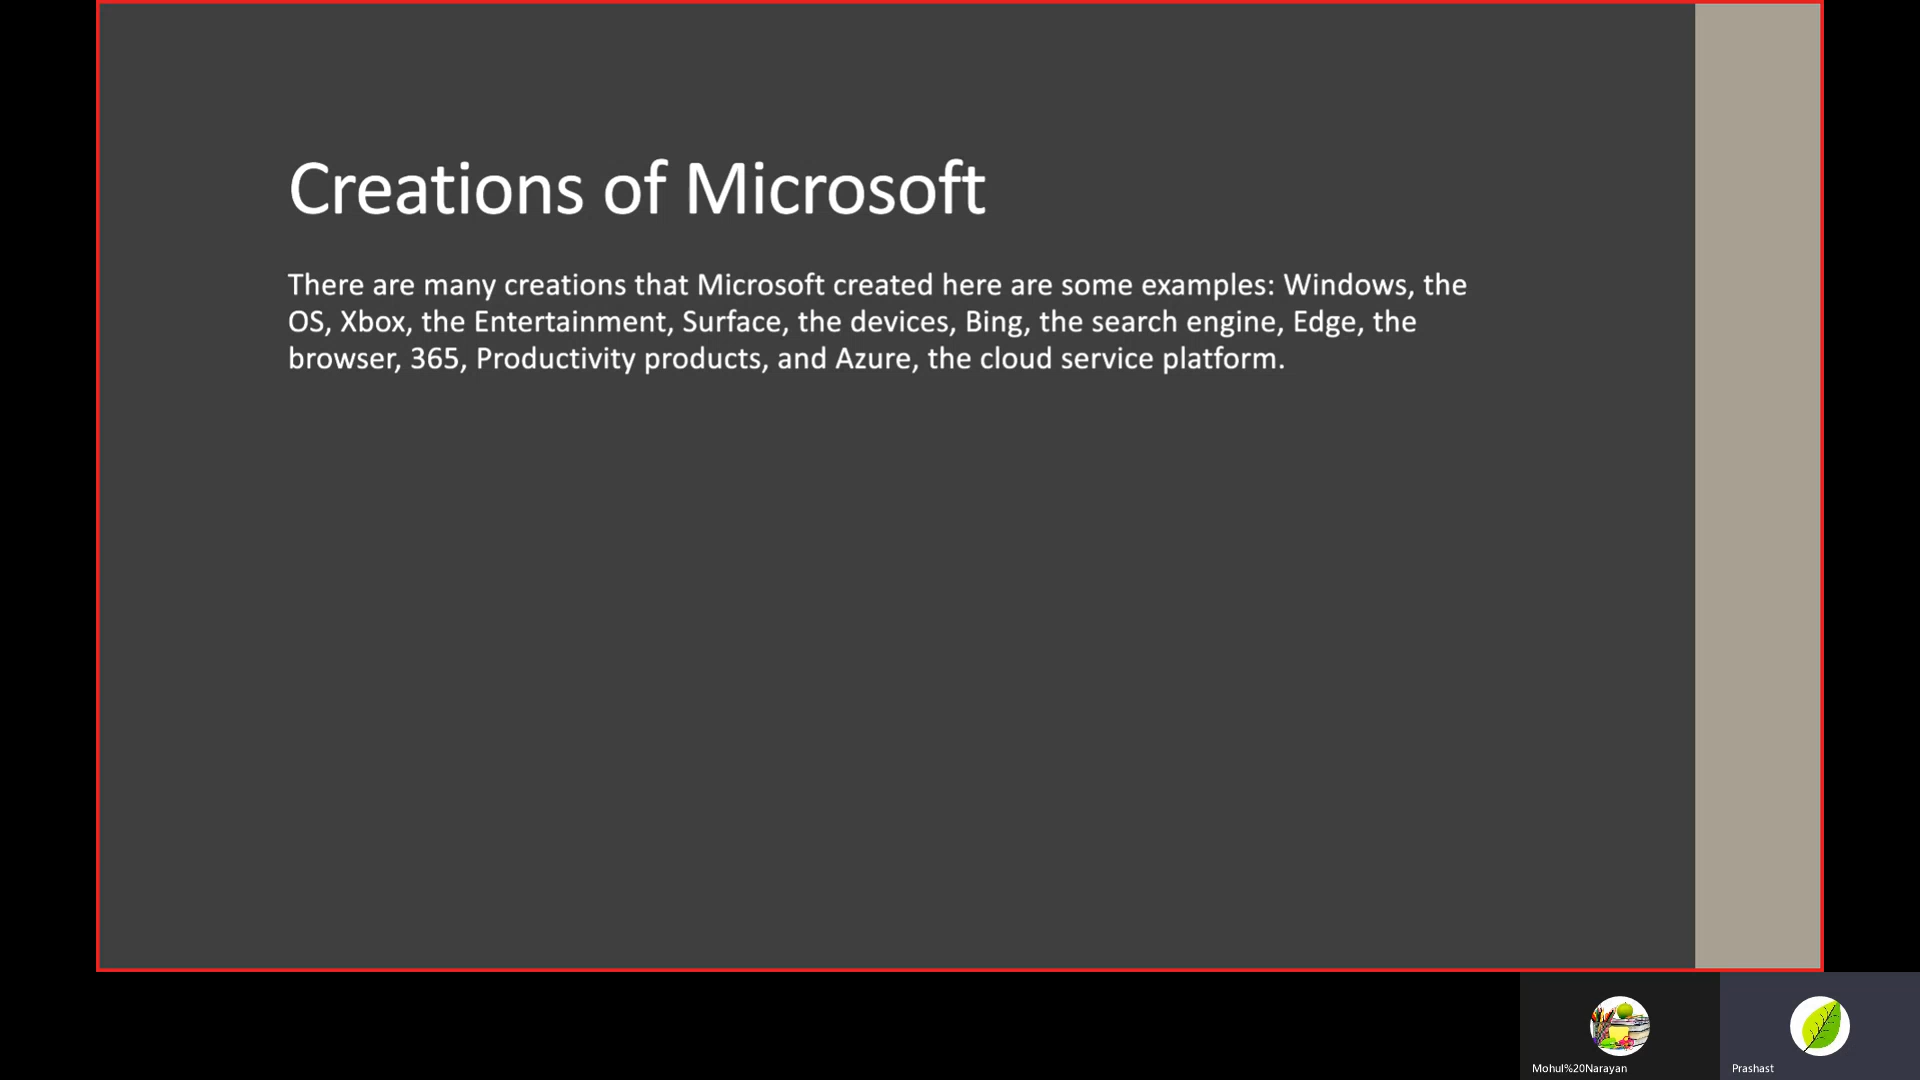 Creations of Microsoft
There are many creations that Microsoft created here are some examples: Windows, the
OS, Xbox, the Entertainment, Surface, the devices, Bing, the search engine, Edge, the
browser, 365, Productivity products, and Azure, the cloud service platform.
Mohul%20Narayan
Prashast